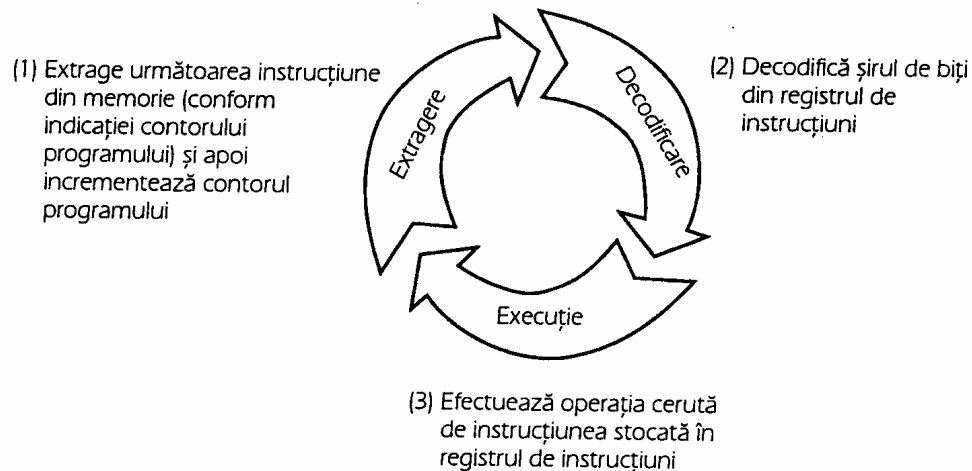 (1) Extrage următoarea instrucțiune
din memorie (conform
indicației contorului
programului) și apoi
incrementează contorul
programului
Extragere
Decodificare
(2) Decodifică șirul de biți
din registrul de
instrucțiuni
Execuție
(3) Efectuează operația cerută
de instrucțiunea stocată în
registrul de instrucțiuni